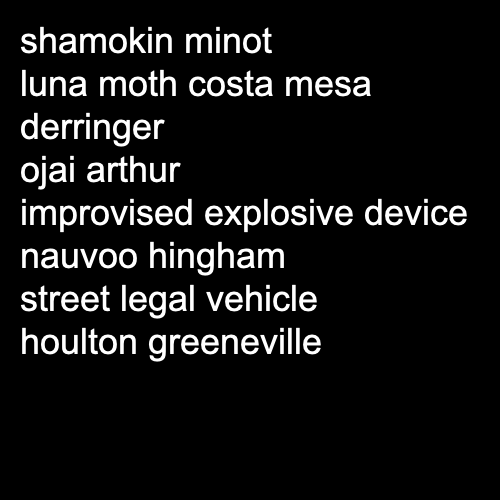 shamokin minot
luna moth costa mesa
derringer
ojai arthur
improvised explosive device
nauvoo hingham
street legal vehicle
houlton greeneville